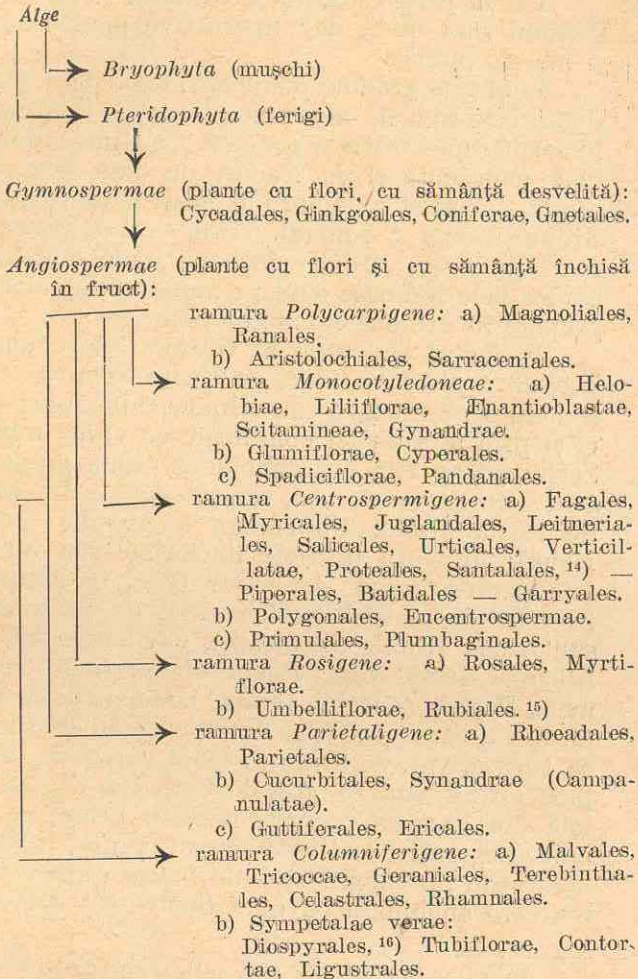 Alge
Bryophyta (mușchi)
Pteridophyta (ferigi)
Gymnospermae (plante cu flori, cu sămânță desvelită):
Cycadales, Ginkgoales, Coniferae, Gnetales.
Angiospermae (plante cu flori și cu sămânță închisă
în fruct):
ramura Polycarpigene: a) Magnoliales,
Ranales.
b) Aristolochiales, Sarraceniales.
ramura Monocotyledoneae: a) Helo-
biae, Liliiflorae, Enantioblastae,
Scitamineae, Gynandrae.
b) Glumiflorae, Cyperales.
c) Spadiciflorae, Pandanales.
ramura Centrospermigene: a) Fagales,
Myricales, Juglandales, Leitneria-
les, Salicales, Urticales, Verticil-
latae, Proteales, Santalales, ¹⁴) —
Piperales, Batidales — Garryales.
b) Polygonales, Eucentrospermae.
c) Primulales, Plumbaginales.
ramura Rosigene: a) Rosales, Myrti-
florae.
b) Umbelliflorae, Rubiales. ¹⁵)
ramura Parietaligene: a) Rhoeadales,
Parietales.
b) Cucurbitales, Synandrae (Campa-
nulatae).
c) Guttiferales, Ericales.
ramura Columniferigene: a) Malvales,
Tricoccae, Geraniales, Terebintha-
les, Celastrales, Rhamnales.
b) Sympetalae verae:
Diospyrales, ¹⁶) Tubiflorae, Contor-
tae, Ligustrales.